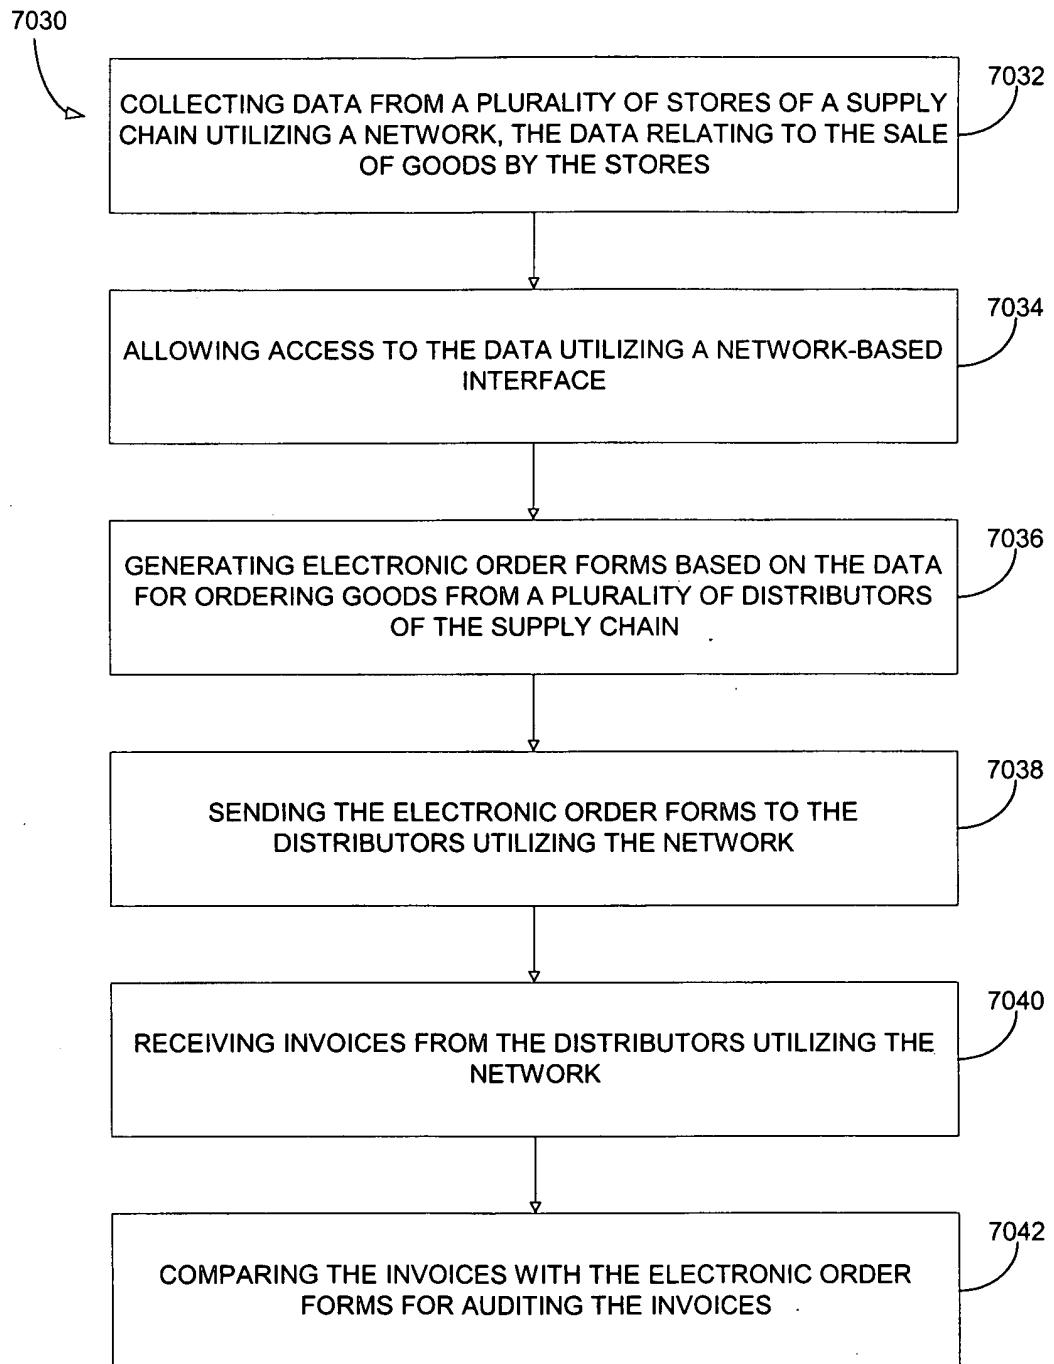 7030
7032
COLLECTING DATA FROM A PLURALITY OF STORES OF A SUPPLY
CHAIN UTILIZING A NETWORK, THE DATA RELATING TO THE SALE
OF GOODS BY THE STORES
7034
ALLOWING ACCESS TO THE DATA UTILIZING A NETWORK-BASED
INTERFACE
7036
GENERATING ELECTRONIC ORDER FORMS BASED ON THE DATA
FOR ORDERING GOODS FROM A PLURALITY OF DISTRIBUTORS
OF THE SUPPLY CHAIN
7038
SENDING THE ELECTRONIC ORDER FORMS TO THE
DISTRIBUTORS UTILIZING THE NETWORK
7040
RECEIVING INVOICES FROM THE DISTRIBUTORS UTILIZING THE
NETWORK
7042
COMPARING THE INVOICES WITH THE ELECTRONIC ORDER
FORMS FOR AUDITING THE INVOICES